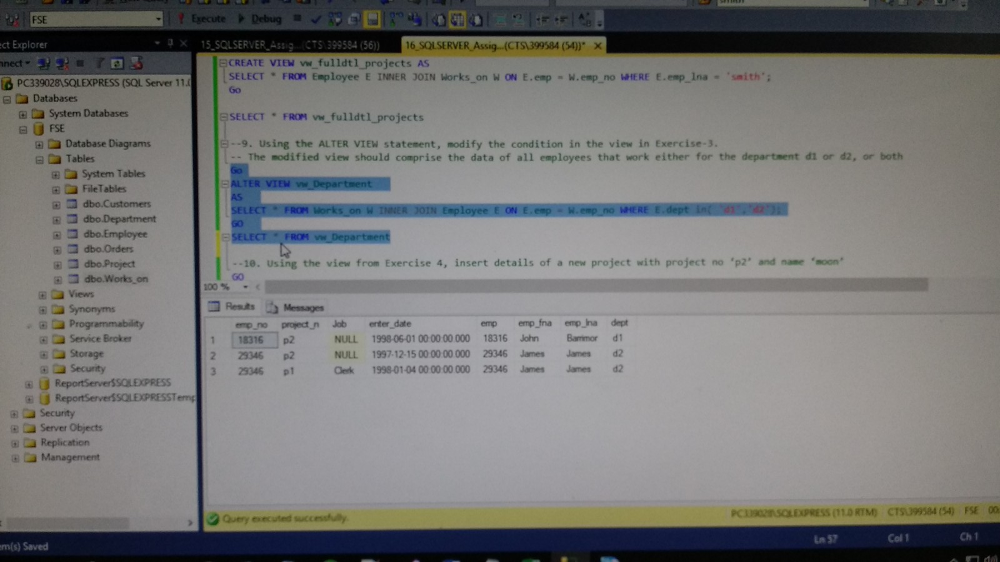 FSE
Execute
Debug
ct Explorer
15_SQLSERVER_Assig...(CTS\399584 (56))
16_SQLSERVER_Assig...(CTS\399584 (54))*
nnect
PC339028\SQLEXPRESS (SQL Server 11.0
Databases
System Databases
FSE
Database Diagrams
Tables
System Tables
FileTables
dbo.Customers
dbo.Department
dbo.Employee
dbo.Orders
dbo.Project
dbo.Works_on
Views
Synonyms
Programmability
Service Broker
Storage
Security
ReportServer$SQLEXPRESS
ReportServer$SQLEXPRESSTemp
Security
Server Objects
Replication
Management
CREATE VIEW vw_fulldtl_projects AS
SELECT * FROM Employee E INNER JOIN Works_on W ON E.emp = W.emp_no WHERE E.emp_lna = 'smith';
Go
SELECT * FROM vw_fulldtl_projects
--9. Using the ALTER VIEW statement, modify the condition in the view in Exercise-3.
-- The modified view should comprise the data of all employees that work either for the department d1 or d2, or both
Go
ALTER VIEW vw_Department
AS
SELECT * FROM Works_on W INNER JOIN Employee E ON E.emp = W.emp_no WHERE E.dept in( 'd1','d2');
GO
SELECT * FROM vw_Department
--10. Using the view from Exercise 4, insert details of a new project with project no ‘p2’ and name ‘moon’
GO
100 %
Results Messages
emp_no project_n Job enter_date emp emp_fna emp_lna dept
1 18316 p2 NULL 1998-06-01 00:00:00.000 18316 John Barrimor d1
2 29346 p2 NULL 1997-12-15 00:00:00.000 29346 James James d2
3 29346 p1 Clerk 1998-01-04 00:00:00.000 29346 James James d2
Query executed successfully.
PC339028\SQLEXPRESS (11.0 RTM) CTS\399584 (54) FSE 00:
em(s) Saved
Ln 57 Col 1 Ch 1